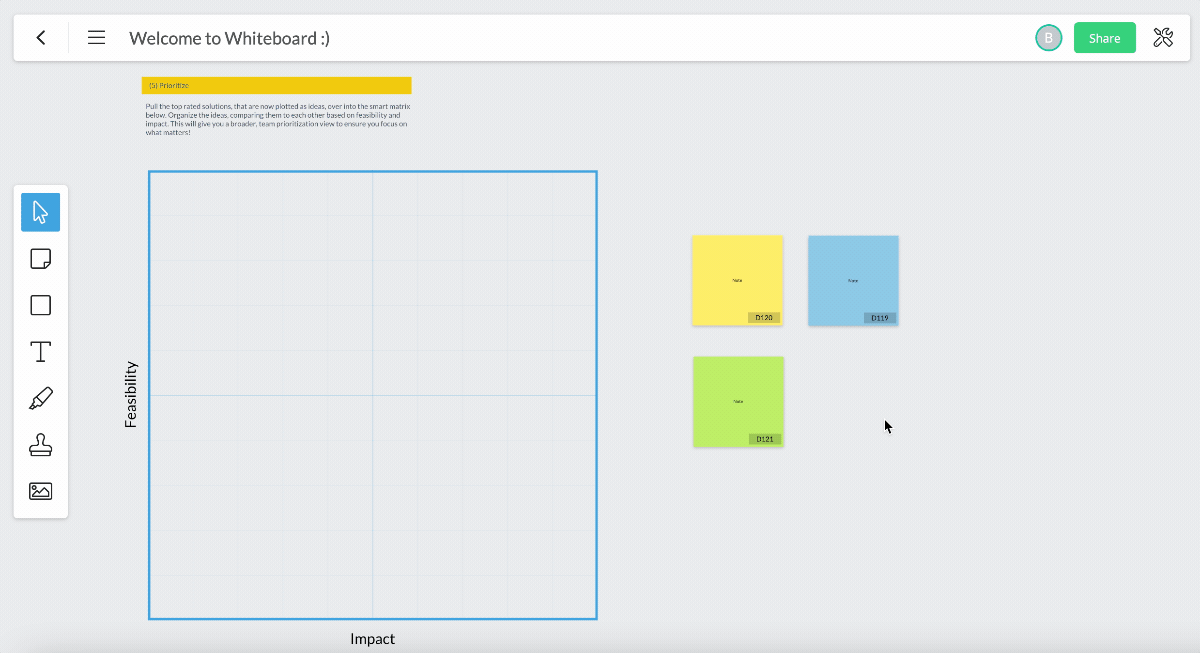 Welcome to Whiteboard :)
B
Share
(5) Prioritize
Pull the top rated solutions, that are now plotted as ideas, over into the smart matrix
below. Organize the ideas, comparing them to each other based on feasibility and
impact. This will give you a broader, team prioritization view to ensure you focus on
what matters!
Feasibility
Impact
Note
D120
Note
D119
Note
D121